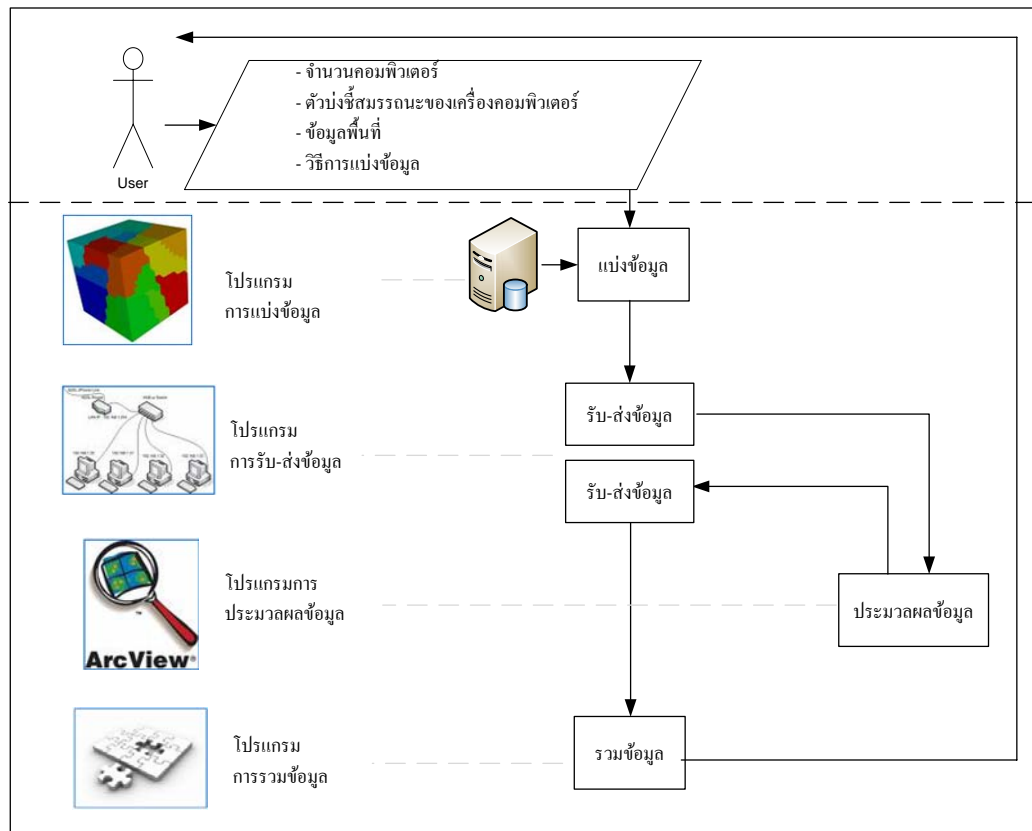 - จำนวนคอมพิวเตอร์
- ตัวบ่งชี้สมรรถนะของเครื่องคอมพิวเตอร์
- ข้อมูลพื้นที่
- วิธีการแบ่งข้อมูล
User
โปรแกรม
การแบ่งข้อมูล
แบ่งข้อมูล
โปรแกรม
การรับ-ส่งข้อมูล
รับ-ส่งข้อมูล
รับ-ส่งข้อมูล
โปรแกรมการ
ประมวลผลข้อมูล
ประมวลผลข้อมูล
ArcView®
โปรแกรม
การรวมข้อมูล
รวมข้อมูล